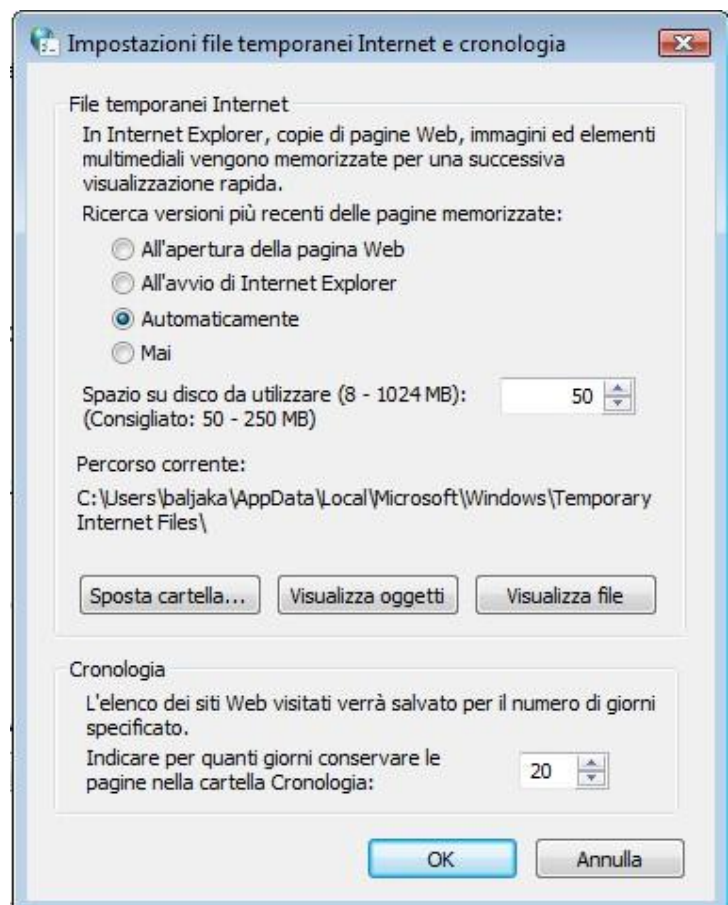 Impostazioni file temporanei Internet e cronologia
File temporanei Internet
In Internet Explorer, copie di pagine Web, immagini ed elementi
multimediali vengono memorizzate per una successiva
visualizzazione rapida.
Ricerca versioni più recenti delle pagine memorizzate:
All'apertura della pagina Web
All'avvio di Internet Explorer
Automaticamente
Mai
Spazio su disco da utilizzare (8 - 1024 MB): 50
(Consigliato: 50 - 250 MB)
Percorso corrente:
C:\Users\baljaka\AppData\Local\Microsoft\Windows\Temporary
Internet Files\
Sposta cartella... Visualizza oggetti Visualizza file
Cronologia
L'elenco dei siti Web visitati verrà salvato per il numero di giorni
specificato.
Indicare per quanti giorni conservare le
pagine nella cartella Cronologia: 20
OK Annulla